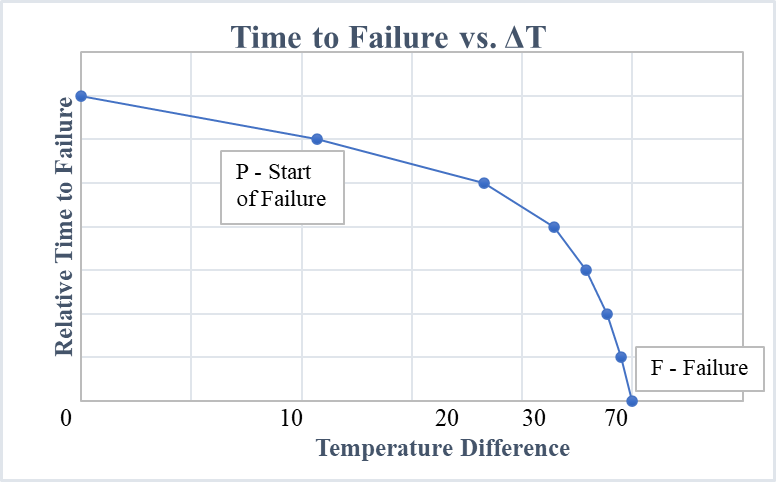 Time to Failure vs. ΔT
Relative Time to Failure
P - Start
of Failure
F - Failure
0 10 20 30 70
Temperature Difference